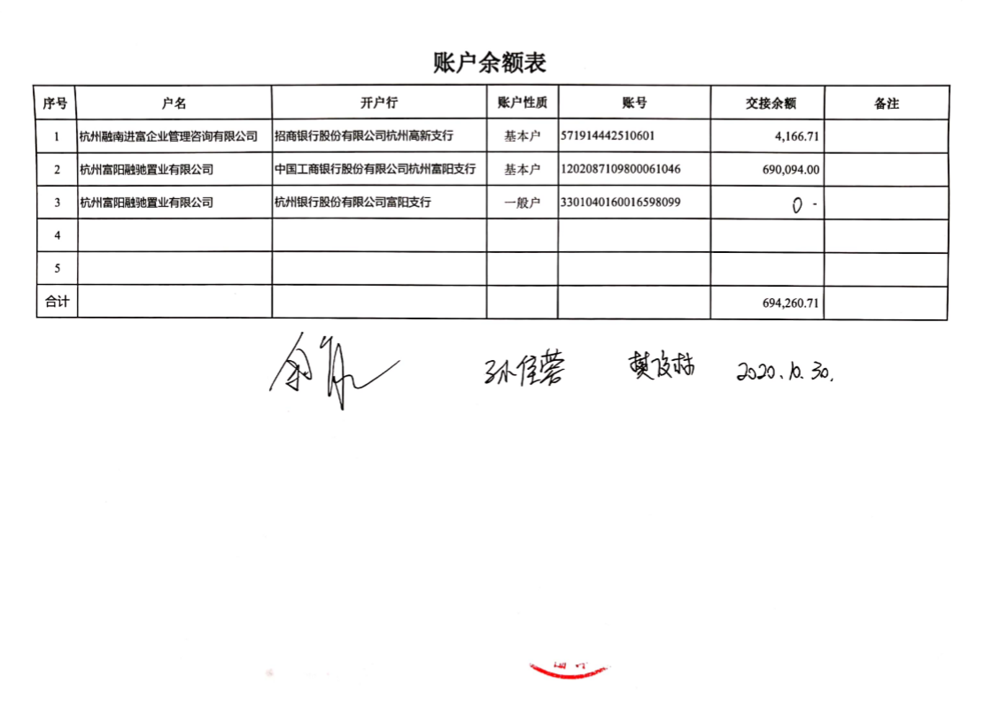 账户余额表
序号 户名 开户行 账户性质 账号 交接余额 备注
1 杭州融南进富企业管理咨询有限公司 招商银行股份有限公司杭州高新支行 基本户 571914442510601 4,166.71
2 杭州富阳融驰置业有限公司 中国工商银行股份有限公司杭州富阳支行 基本户 1202087109800061046 690,094.00
3 杭州富阳融驰置业有限公司 杭州银行股份有限公司富阳支行 一般户 3301040160016598099 0 -
4
5
合计 694,260.71
孙佳蓉 2020.10.30.